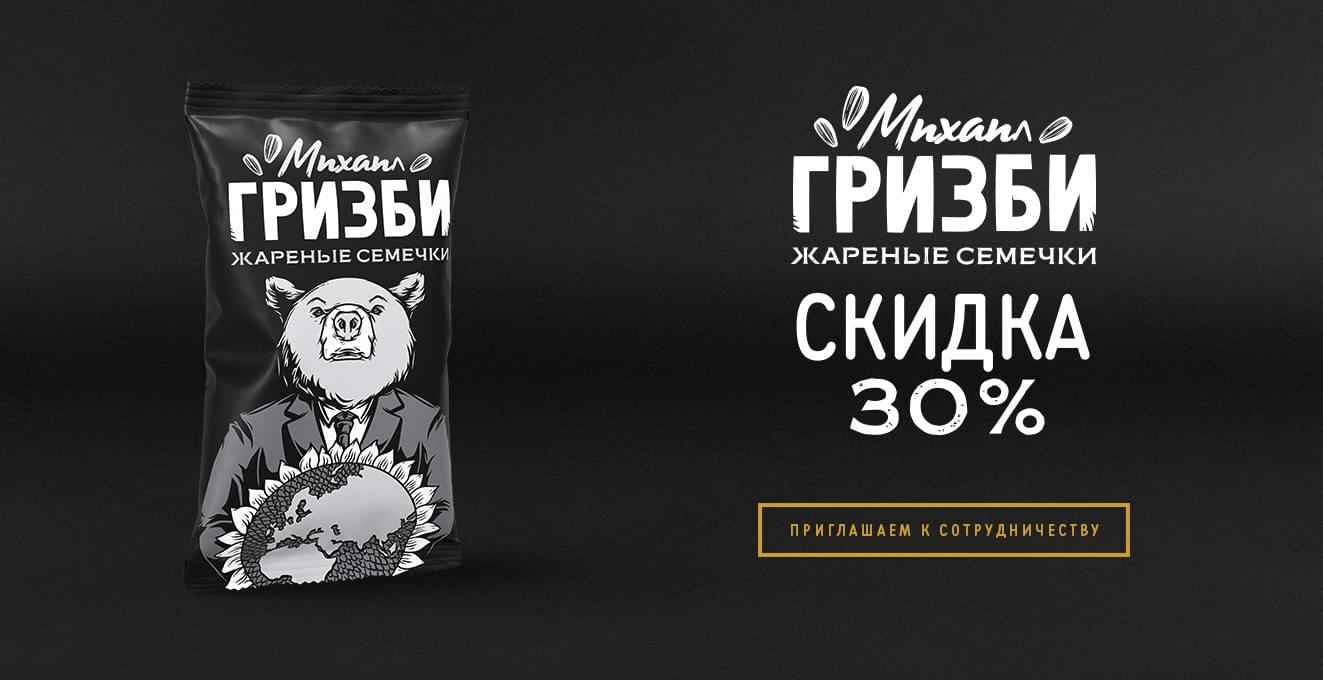 Михаил
ГРИЗБИ
ЖАРЕНЫЕ СЕМЕЧКИ
Михаил
ГРИЗБИ
ЖАРЕНЫЕ СЕМЕЧКИ
СКИДКА
30%
ПРИГЛАШАЕМ К СОТРУДНИЧЕСТВУ